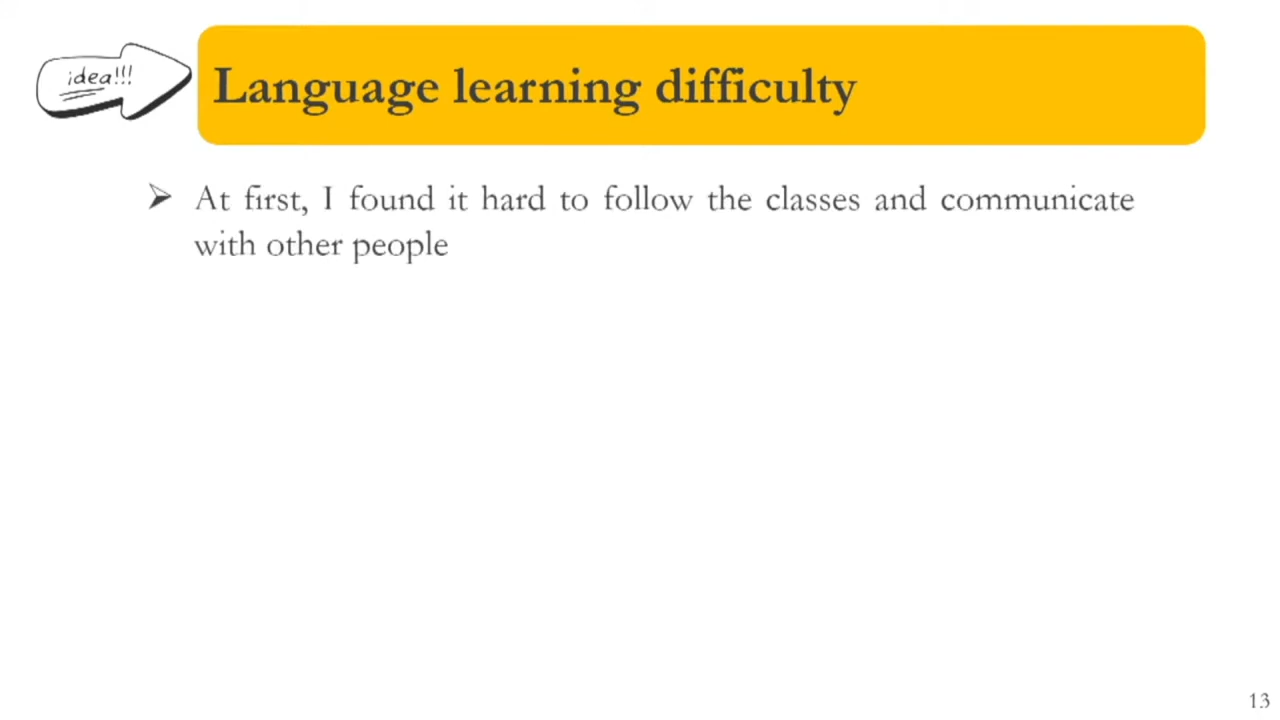 idea!!!
Language learning difficulty
At first, I found it hard to follow the classes and communicate
with other people
13